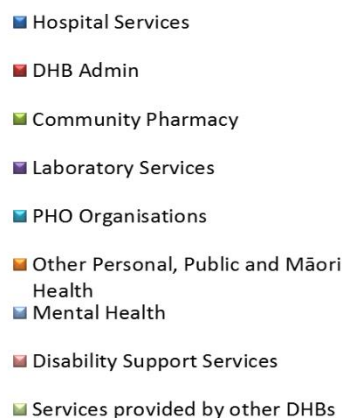 Hospital Services
DHB Admin
Community Pharmacy
Laboratory Services
PHO Organisations
Other Personal, Public and Māori
Health
Mental Health
Disability Support Services
Services provided by other DHBs